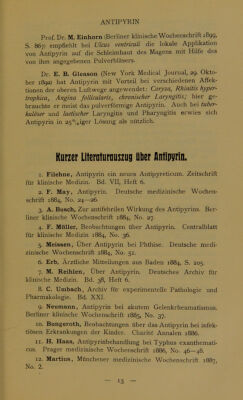 ANTIPYRIN
Prof. Dr. M. Einhorn (Berliner klinische Wochenschrift 1899,
S. 867) empfiehlt bei Ulcus ventriculi die lokale Applikation
von Antipyrin auf die Schleimhaut des Magens mit Hilfe des
von ihm angegebenen Pulverbläsers.
Dr. E. B. Gleason (New York Medical Journal, 29. Okto-
ber 1892) hat Antipyrin mit Vorteil bei verschiedenen Affek-
tionen der oberen Luftwege angewendet: Coryza, Rhinitis hyper-
trophica, Angina follicularis, chronischer Laryngitis; hier ge-
braucht er meist das pulverförmige Antipyrin. Auch bei tuber-
kulöser und luetischer Laryngitis und Pharyngitis erwies sich
Antipyrin in 25%iger Lösung als nützlich.
Kurzer Literaturauszug über Antipyrin.
1. Filehne, Antipyrin ein neues Antipyreticum. Zeitschrift
für klinische Medizin. Bd. VII, Heft 6.
2. F. May, Antipyrin. Deutsche medizinische Wochen-
schrift 1884, No. 24—26.
3. A. Busch, Zur antifebrilen Wirkung des Antipyrins. Ber-
liner klinische Wochenschrift 1884, No. 27.
4. F. Müller, Beobachtungen über Antipyrin. Centralblatt
für klinische Medizin 1884, No. 36.
5. Meissen, Über Antipyrin bei Phthise. Deutsche medi-
zinische Wochenschrift 1884, No. 51.
6. Erb, Ärztliche Mitteilungen aus Baden 1884, S. 205.
7. M. Reihlen, Über Antipyrin. Deutsches Archiv für
klinische Medizin. Bd. 38, Heft 6.
8. C. Umbach, Archiv für experimentelle Pathologie und
Pharmakologie. Bd. XXI.
9. Neumann, Antipyrin bei akutem Gelenkrheumatismus.
Berliner klinische Wochenschrift 1885, No. 37.
10. Bungeroth, Beobachtungen über das Antipyrin bei infek-
tiösen Erkrankungen der Kinder. Charité Annalen 1886.
11. H. Haas, Antipyrinbehandlung bei Typhus exanthemati-
cus. Prager medizinische Wochenschrift 1886, No. 46—48.
12. Martius, Münchener medizinische Wochenschrift 1887,
No. 2.
— 13 —